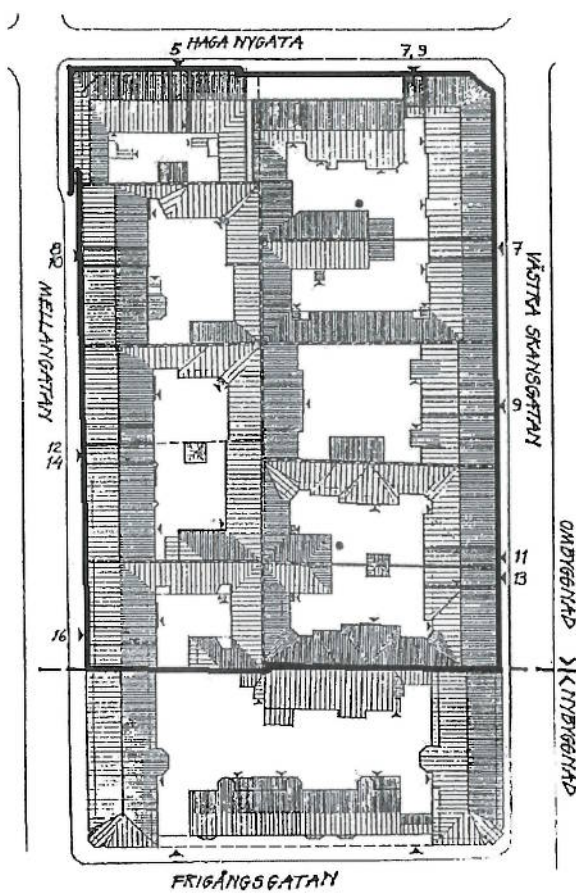 HAGA NYGATA
5
7, 9
8
10
MELLANGATAN
12
14
16
7
VÄSTRA SKANSGATAN
9
11
13
OMBYGGNAD
NYBYGGNAD
FRIGÅNGSGATAN